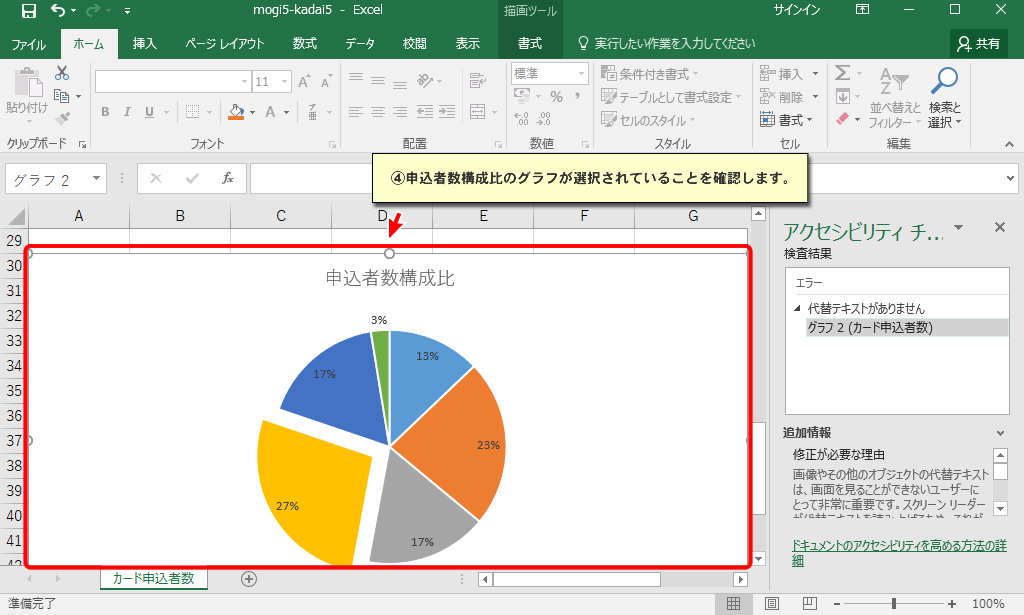 mogi5-kadai5 - Excel
描画ツール
サインイン
ファイル
ホーム
挿入
ページ レイアウト
数式
データ
校閲
表示
書式
実行したい作業を入力してください
共有
貼り付け
クリップボード
11
A A
B I U
A
フォント
配置
標準
% ,
数値
条件付き書式
テーブルとして書式設定
セルのスタイル
スタイル
挿入
削除
書式
セル
Σ
並べ替えと
フィルター
検索と
選択
編集
グラフ 2
fx
④申込者数構成比のグラフが選択されていることを確認します。
A B C D E F G
29
30
31
32
33
34
35
36
37
38
39
40
41
42
申込者数構成比
3%
13%
17%
23%
27%
17%
アクセシビリティ チ...
検査結果
エラー
代替テキストがありません
グラフ 2 (カード申込者数)
追加情報
修正が必要な理由
画像やその他のオブジェクトの代替テキスト
は、画面を見ることができないユーザーに
とって非常に重要です。スクリーン リーダー
ドキュメントのアクセシビリティを高める方法の詳
細
カード申込者数
準備完了
100%